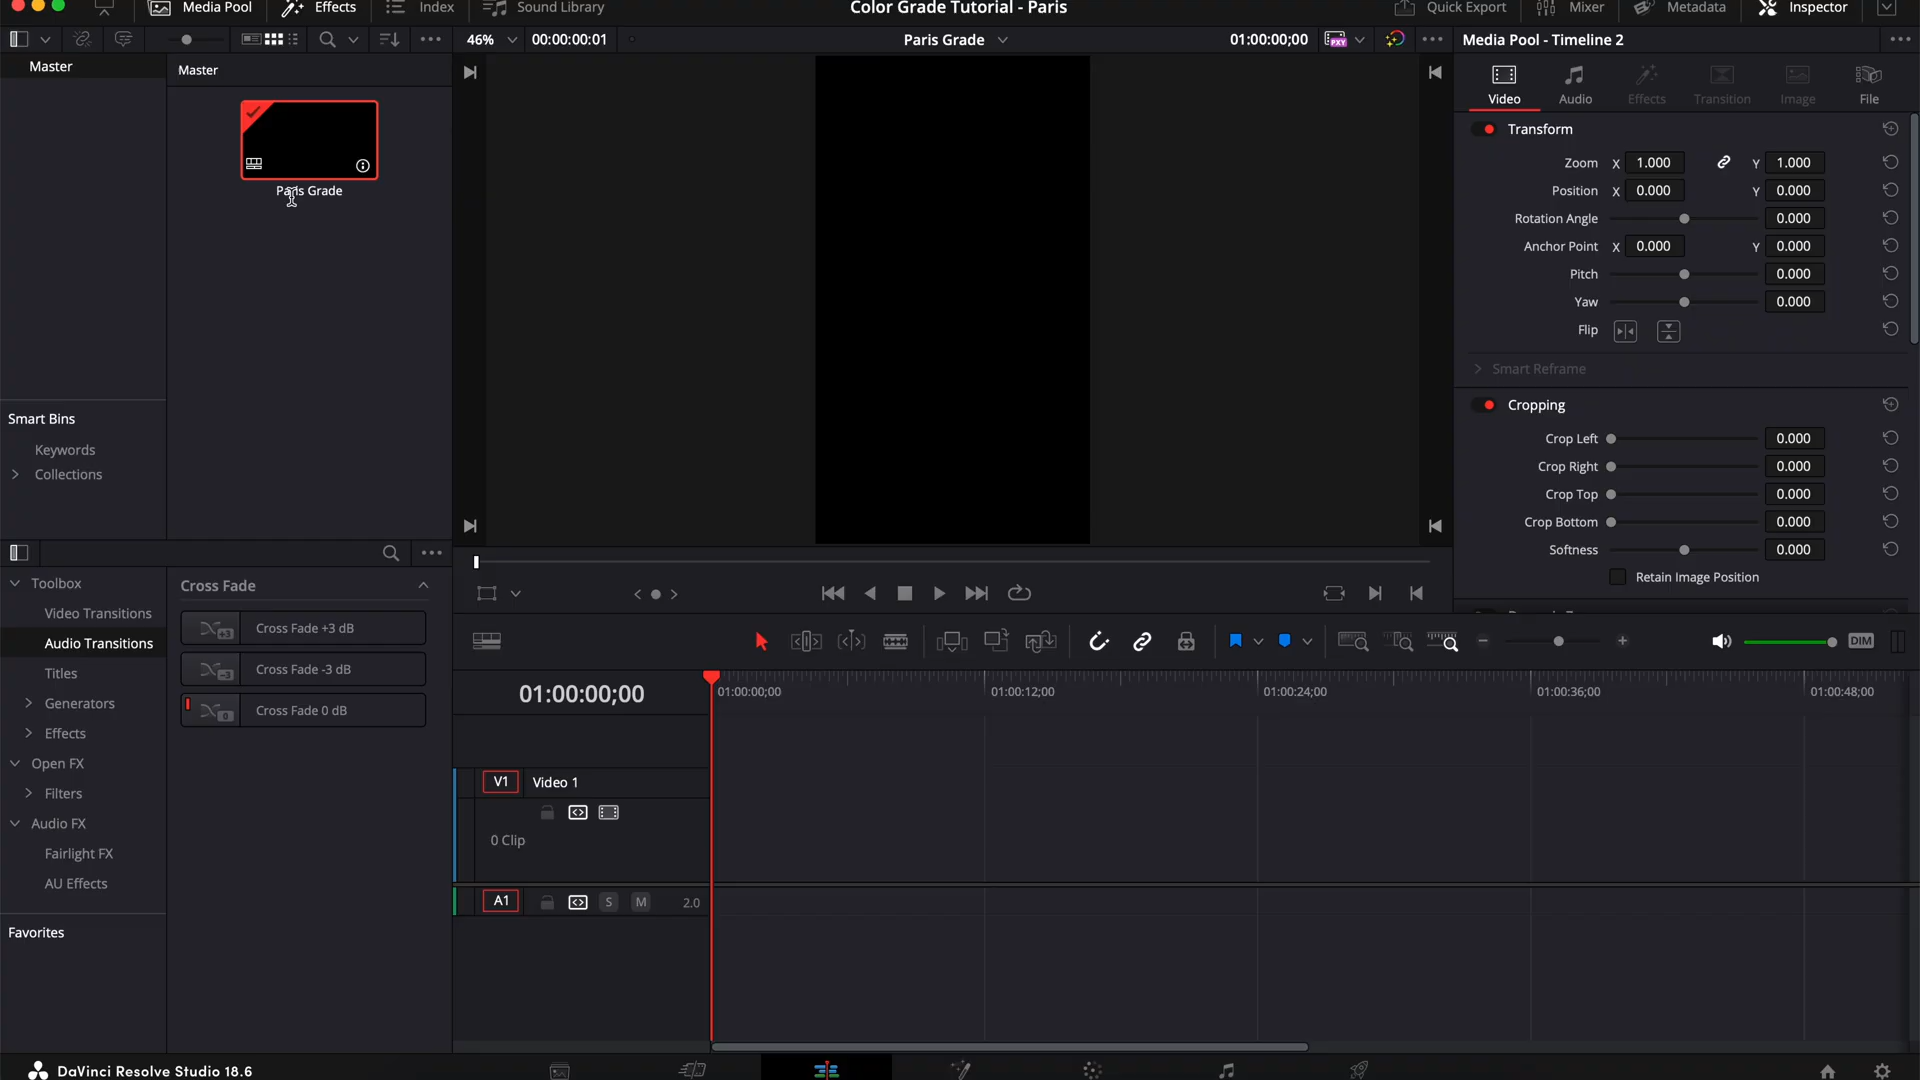 Media Pool
Effects
Index
Sound Library
Color Grade Tutorial - Paris
Quick Export
Mixer
Metadata
Inspector
46%
00:00:00:01
Paris Grade
01:00:00;00
PXY
Media Pool - Timeline 2
Master
Master
Paris Grade
Video
Audio
Effects
Transition
Image
File
Transform
Zoom X 1.000 Y 1.000
Position X 0.000 Y 0.000
Rotation Angle 0.000
Anchor Point X 0.000 Y 0.000
Pitch 0.000
Yaw 0.000
Flip
Smart Reframe
Cropping
Crop Left 0.000
Crop Right 0.000
Crop Top 0.000
Crop Bottom 0.000
Softness 0.000
Retain Image Position
Smart Bins
Keywords
Collections
Toolbox
Video Transitions
Audio Transitions
Titles
Generators
Effects
Open FX
Filters
Audio FX
Fairlight FX
AU Effects
Favorites
Cross Fade
+3 Cross Fade +3 dB
-3 Cross Fade -3 dB
0 Cross Fade 0 dB
DIM
01:00:00;00
01:00:00;00
01:00:12;00
01:00:24;00
01:00:36;00
01:00:48;00
V1 Video 1
0 Clip
A1 S M 2.0
DaVinci Resolve Studio 18.6